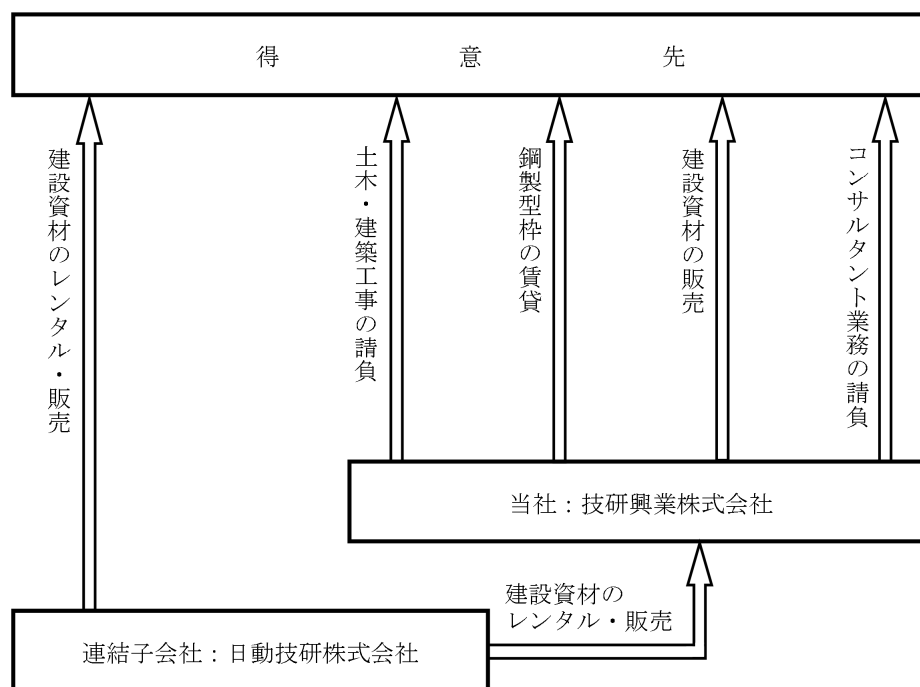 得意先
建設資材のレンタル・販売
土木・建築工事の請負
鋼製型枠の賃貸
建設資材の販売
コンサルタント業務の請負
当社：技研興業株式会社
建設資材の
レンタル・販売
連結子会社：日動技研株式会社